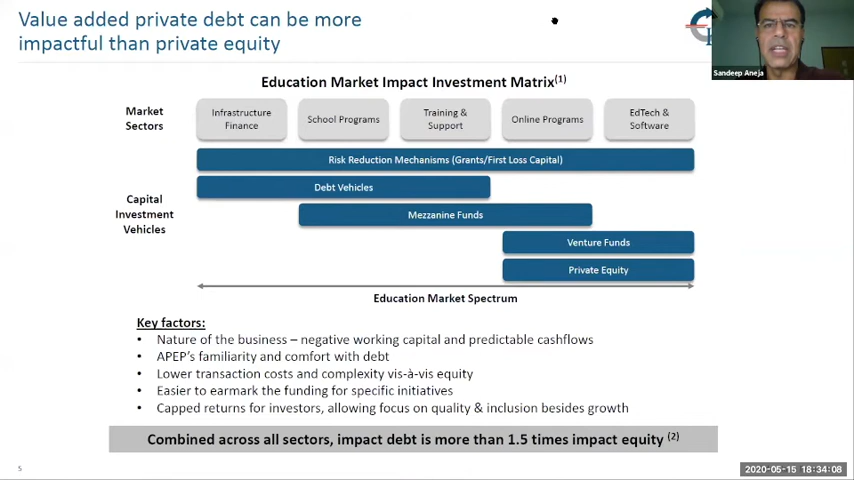 Value added private debt can be more
impactful than private equity
Sandeep Aneja
Education Market Impact Investment Matrix(1)
Market
Sectors
Infrastructure
Finance
School Programs
Training &
Support
Online Programs
EdTech &
Software
Risk Reduction Mechanisms (Grants/First Loss Capital)
Capital
Investment
Vehicles
Debt Vehicles
Mezzanine Funds
Venture Funds
Private Equity
Education Market Spectrum
Key factors:
• Nature of the business – negative working capital and predictable cashflows
• APEP's familiarity and comfort with debt
• Lower transaction costs and complexity vis-à-vis equity
• Easier to earmark the funding for specific initiatives
• Capped returns for investors, allowing focus on quality & inclusion besides growth
Combined across all sectors, impact debt is more than 1.5 times impact equity (2)
5
2020-05-15 18:34:08